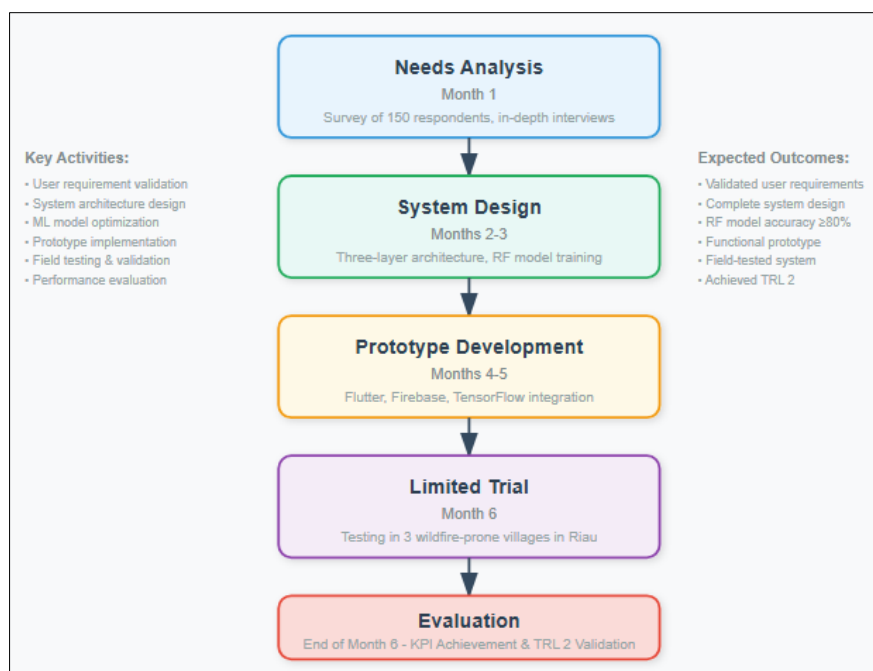 Needs Analysis
Month 1
Survey of 150 respondents, in-depth interviews
Key Activities:
• User requirement validation
• System architecture design
• ML model optimization
• Prototype implementation
• Field testing & validation
• Performance evaluation
System Design
Months 2-3
Three-layer architecture, RF model training
Expected Outcomes:
• Validated user requirements
• Complete system design
• RF model accuracy ≥80%
• Functional prototype
• Field-tested system
• Achieved TRL 2
Prototype Development
Months 4-5
Flutter, Firebase, TensorFlow integration
Limited Trial
Month 6
Testing in 3 wildfire-prone villages in Riau
Evaluation
End of Month 6 - KPI Achievement & TRL 2 Validation